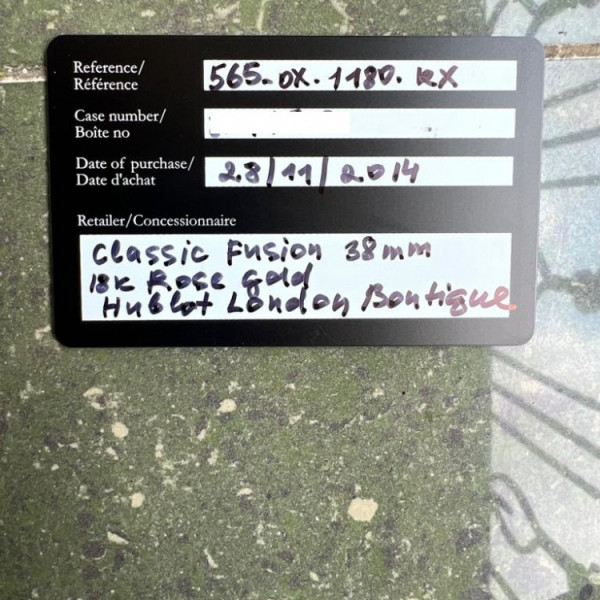 Reference/
Référence
565.OX.1180.RX
Case number/
Boîte no
Date of purchase/
Date d'achat
28/11/2014
Retailer/Concessionnaire
Classic Fusion 38mm
18K Rose Gold
Hublot London Boutique